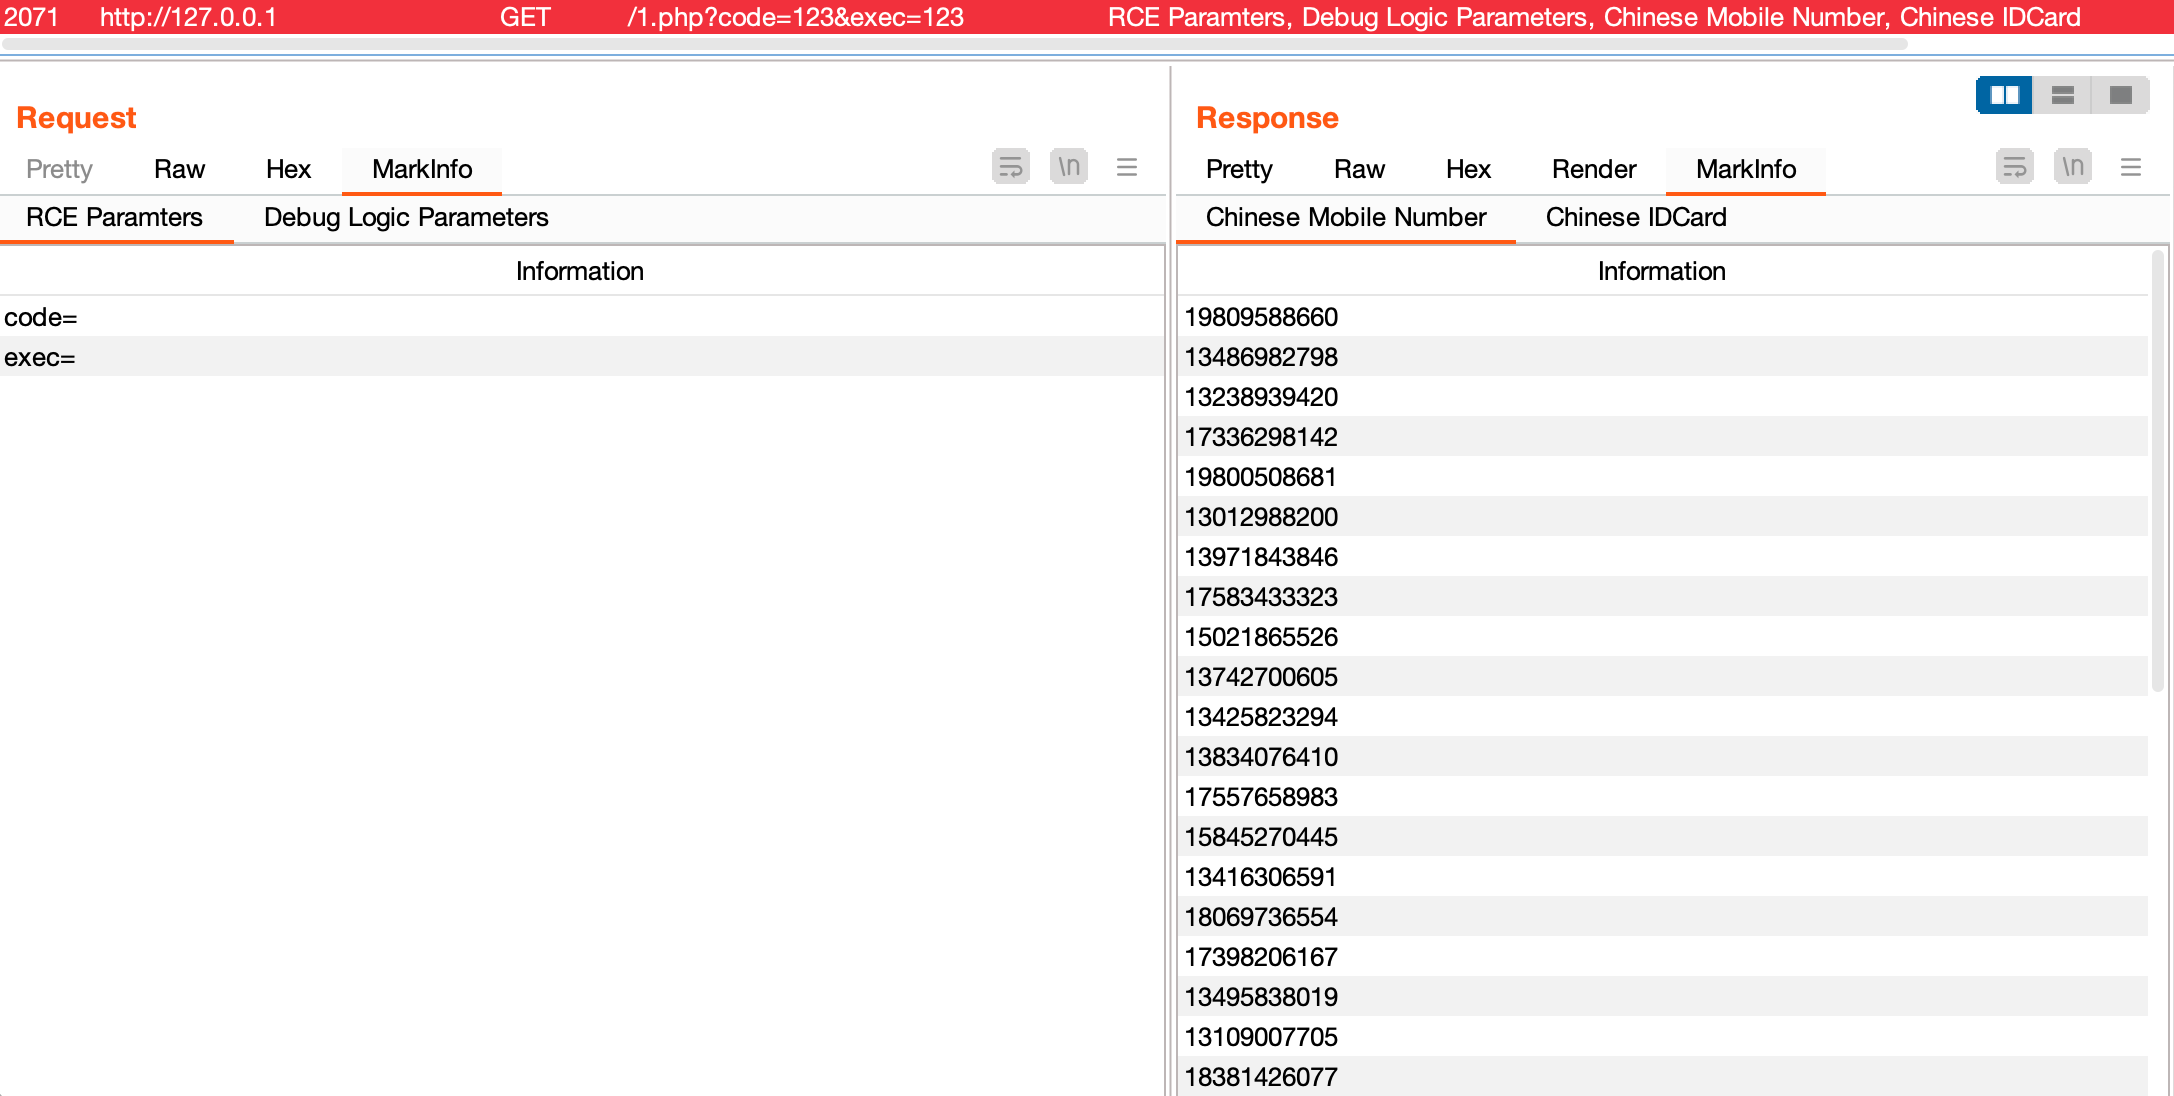 2071 http://127.0.0.1 GET /1.php?code=123&exec=123 RCE Paramters, Debug Logic Parameters, Chinese Mobile Number, Chinese IDCard
Request
Pretty Raw Hex MarkInfo \n
RCE Paramters Debug Logic Parameters
Information
code=
exec=
Response
Pretty Raw Hex Render MarkInfo \n
Chinese Mobile Number Chinese IDCard
Information
19809588660
13486982798
13238939420
17336298142
19800508681
13012988200
13971843846
17583433323
15021865526
13742700605
13425823294
13834076410
17557658983
15845270445
13416306591
18069736554
17398206167
13495838019
13109007705
18381426077